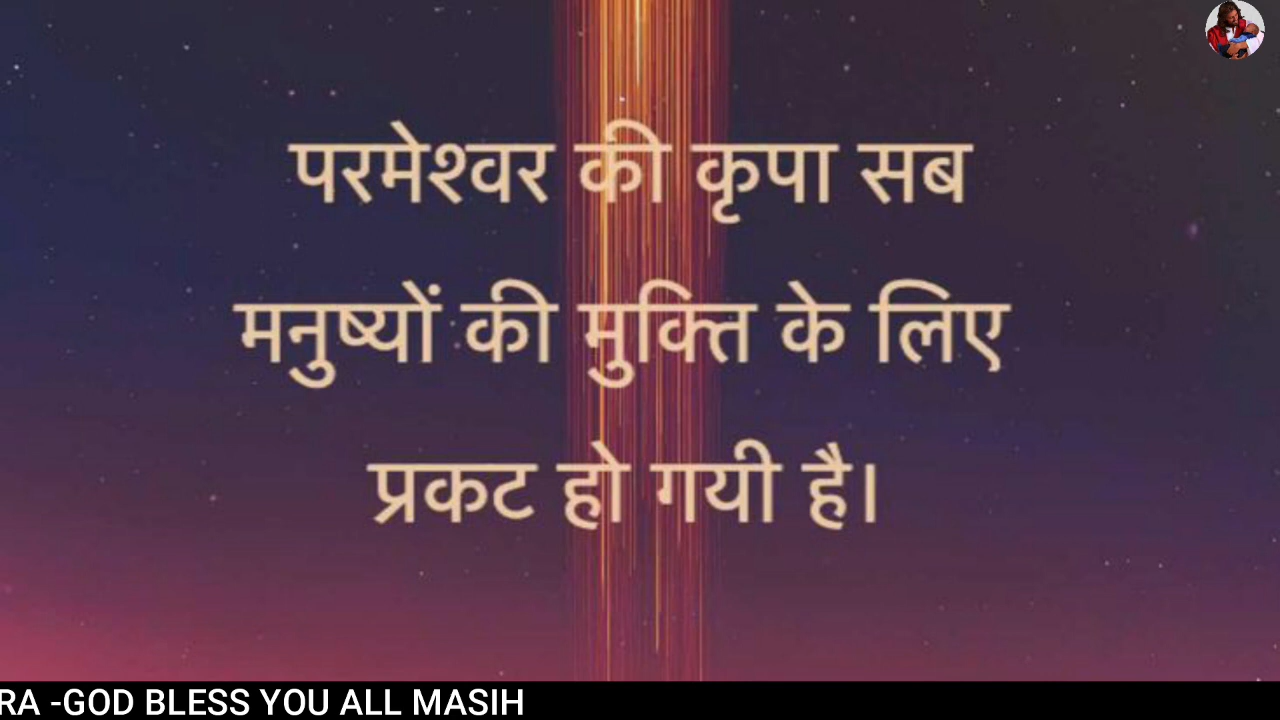 परमेश्वर की कृपा सब
मनुष्यों की मुक्ति के लिए
प्रकट हो गयी है।
RA -GOD BLESS YOU ALL MASIH